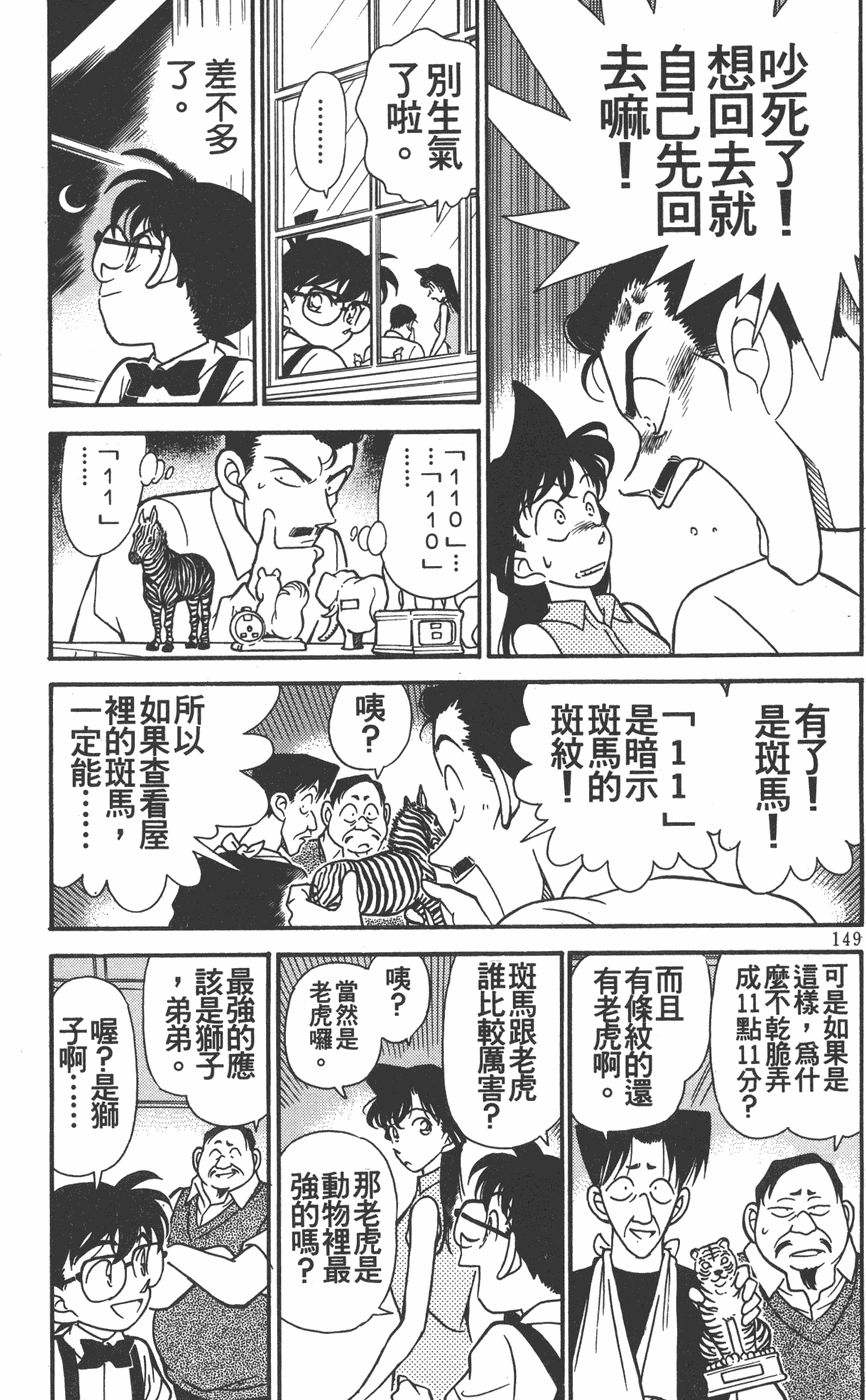 吵死了！
想回去就
自己先回
去嘛！
別生氣
了啦。
⋯⋯⋯
差不多
了。
「110」⋯
⋯「110」
⋯⋯
「11」
⋯⋯
有了！
是斑馬！
「11」
是暗示
斑馬的
斑紋！
咦？
所以
如果查看屋
裡的斑馬，
一定能⋯⋯
149
可是如果是
這樣，為什
麼不乾脆弄
成11點11分？
而且
有條紋的還
有老虎啊。
斑馬跟老虎
誰比較厲害？
咦？
當然是
老虎囉。
那老虎是
動物裡最
強的嗎？
最強的應
該是獅子
，弟弟。
喔？是獅
子啊⋯⋯